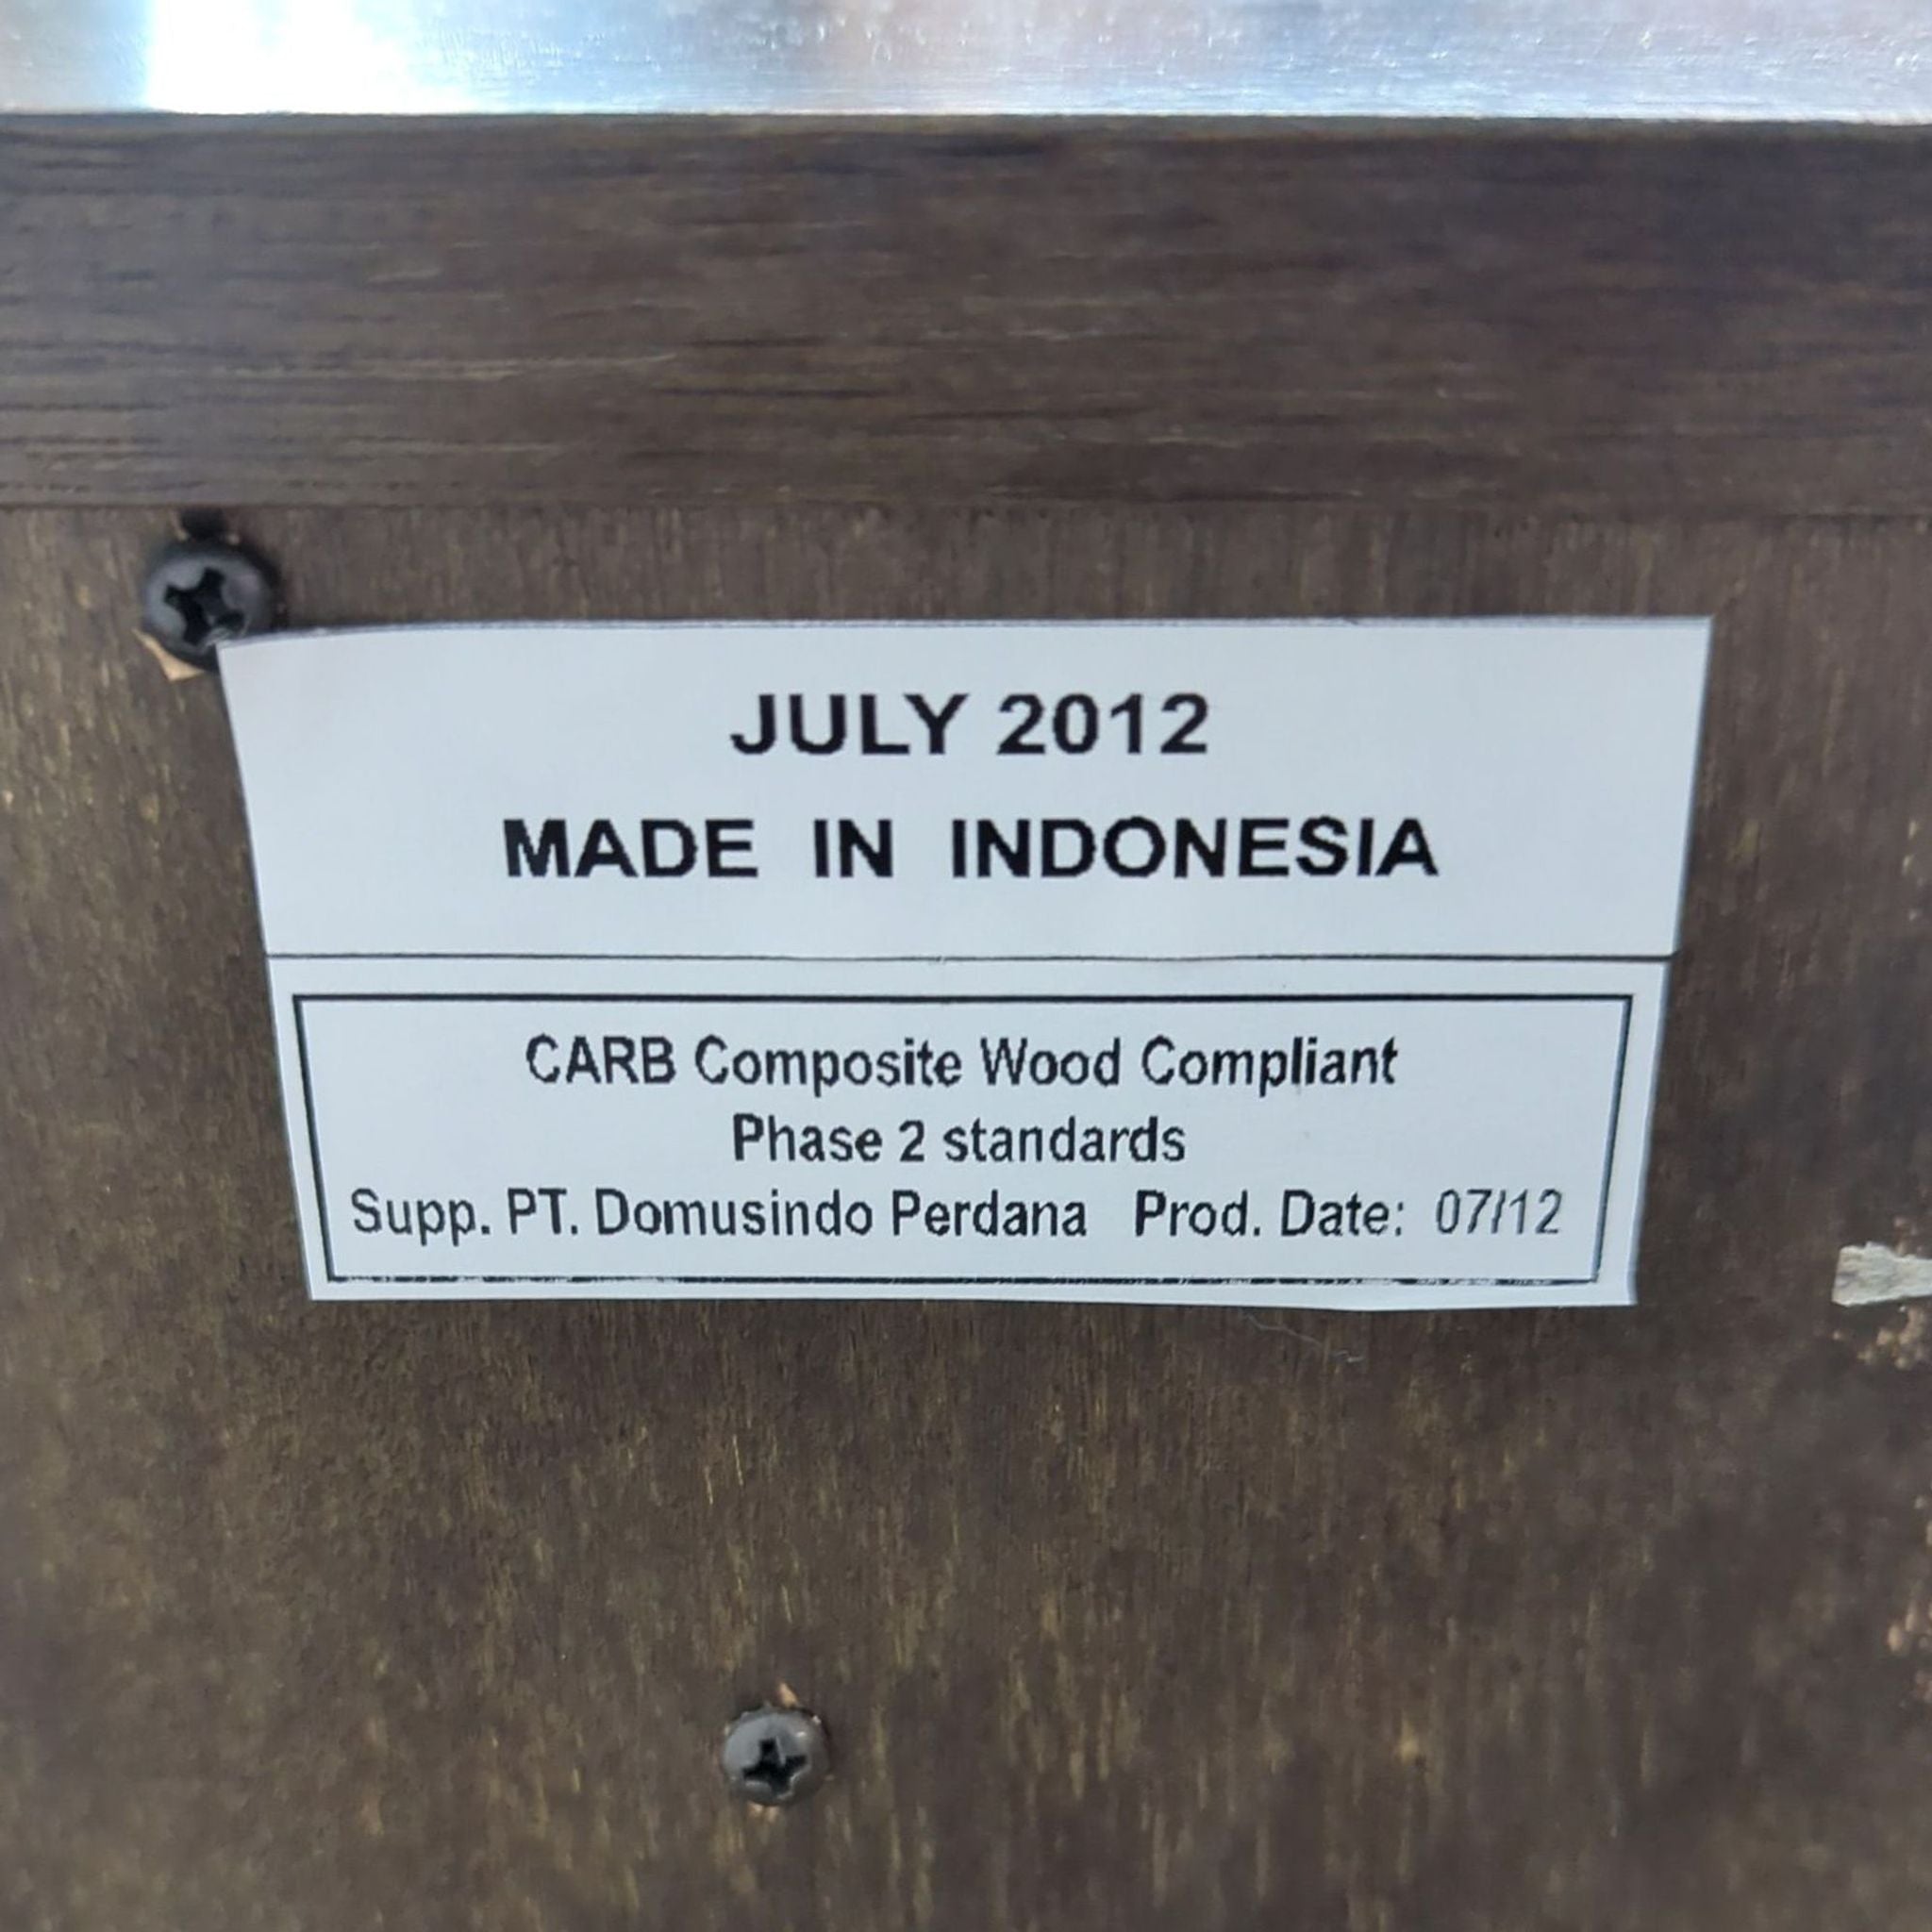 JULY 2012
MADE IN INDONESIA
CARB Composite Wood Compliant
Phase 2 standards
Supp. PT. Domusindo Perdana Prod. Date: 07/12